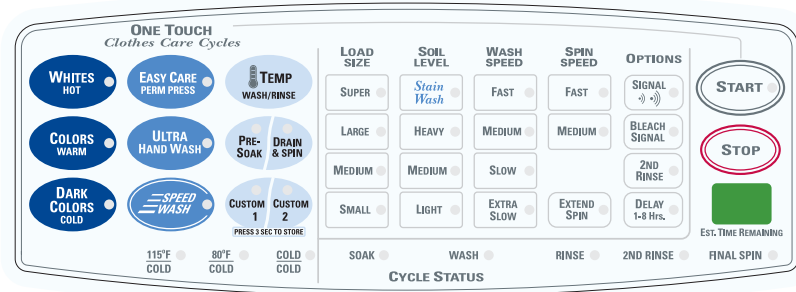 ONE TOUCH
Clothes Care Cycles
WHITES
HOT
EASY CARE
PERM PRESS
TEMP
WASH/RINSE
COLORS
WARM
ULTRA
HAND WASH
PRE-
SOAK
DRAIN
& SPIN
DARK
COLORS
COLD
SPEED
WASH
CUSTOM
1
CUSTOM
2
PRESS 3 SEC TO STORE
115°F
COLD
80°F
COLD
COLD
COLD
LOAD
SIZE
SOIL
LEVEL
WASH
SPEED
SPIN
SPEED
OPTIONS
SUPER
Stain
Wash
FAST
FAST
SIGNAL
LARGE
HEAVY
MEDIUM
MEDIUM
BLEACH
SIGNAL
MEDIUM
MEDIUM
SLOW
2ND
RINSE
SMALL
LIGHT
EXTRA
SLOW
EXTEND
SPIN
DELAY
1-8 Hrs.
START
STOP
EST. TIME REMAINING
SOAK
WASH
RINSE
2ND RINSE
FINAL SPIN
CYCLE STATUS